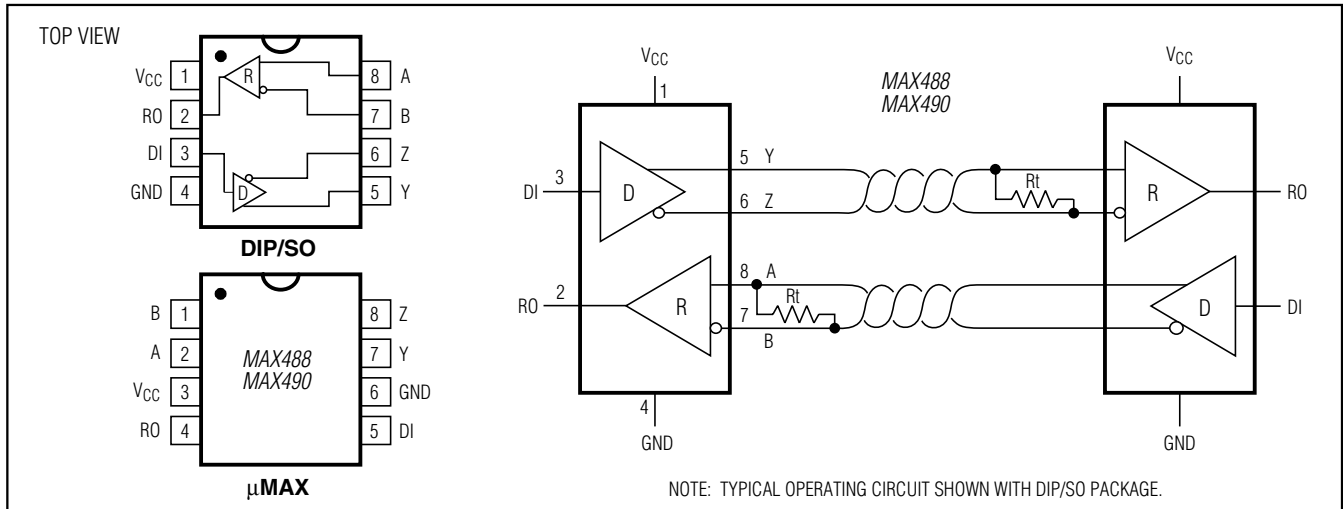 TOP VIEW
VCC 1
RO 2
DI 3
GND 4
8 A
7 B
6 Z
5 Y
R
D
DIP/SO
B 1
A 2
VCC 3
RO 4
8 Z
7 Y
6 GND
5 DI
MAX488
MAX490
µMAX
VCC
1
MAX488
MAX490
VCC
DI 3
D
5 Y
6 Z
Rt
R
RO
RO 2
R
8 A
7
B
Rt
D
DI
4
GND
GND
NOTE: TYPICAL OPERATING CIRCUIT SHOWN WITH DIP/SO PACKAGE.